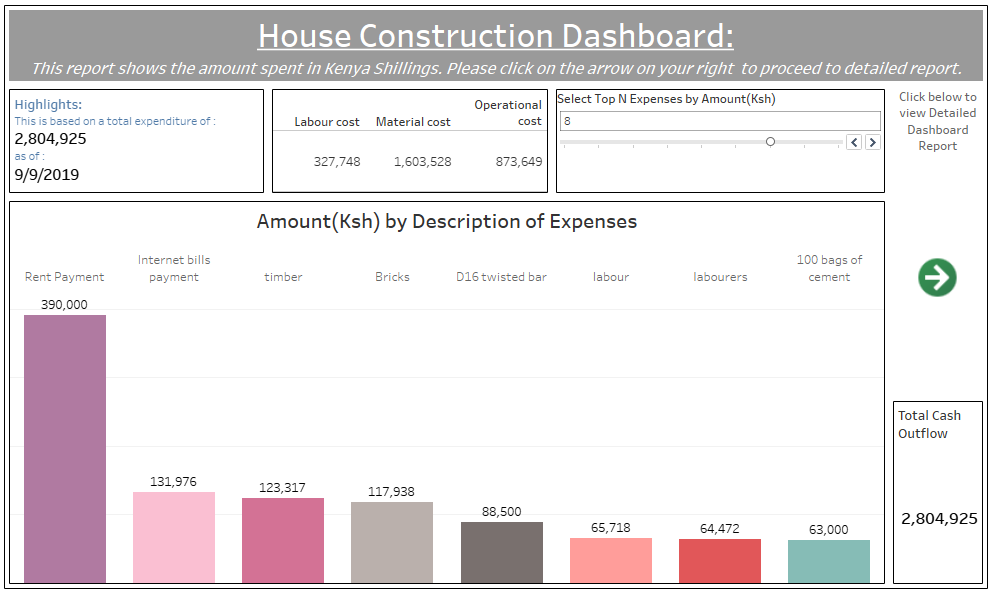 House Construction Dashboard:
This report shows the amount spent in Kenya Shillings. Please click on the arrow on your right to proceed to detailed report.
Highlights:
This is based on a total expenditure of :
2,804,925
as of :
9/9/2019
Operational
Labour cost Material cost cost
327,748 1,603,528 873,649
Select Top N Expenses by Amount(Ksh)
8
Click below to
view Detailed
Dashboard
Report
Amount(Ksh) by Description of Expenses
Internet bills 100 bags of
Rent Payment payment timber Bricks D16 twisted bar labour labourers cement
390,000
131,976
123,317
117,938
88,500
65,718
64,472
63,000
Total Cash
Outflow
2,804,925